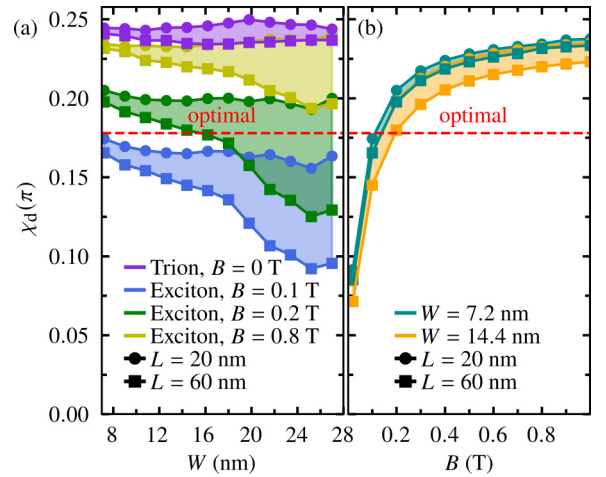 (a)
(b)
0.25
0.20
0.15
0.10
0.05
0.00
χd(π)
optimal
optimal
Trion, B = 0 T
Exciton, B = 0.1 T
Exciton, B = 0.2 T
Exciton, B = 0.8 T
L = 20 nm
L = 60 nm
W = 7.2 nm
W = 14.4 nm
L = 20 nm
L = 60 nm
8 12 16 20 24 28
0.2 0.4 0.6 0.8
W (nm)
B (T)